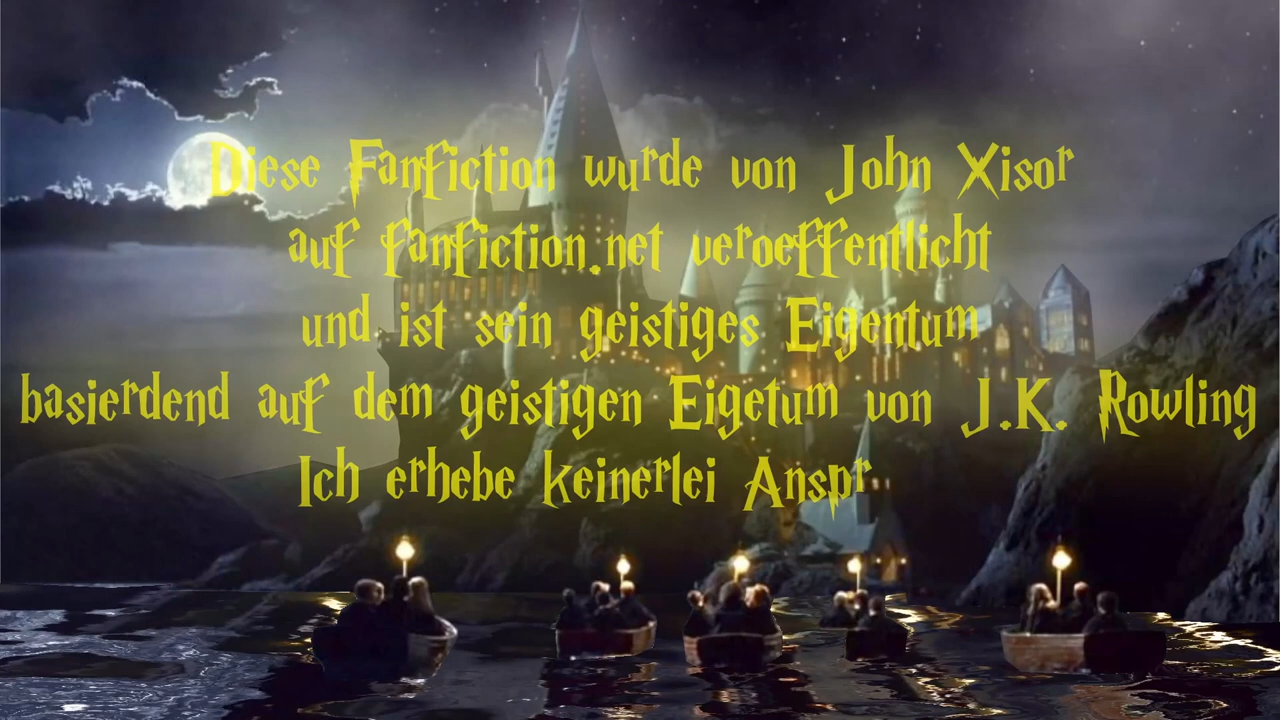 Diese Fanfiction wurde von John Xisor
auf fanfiction.net veroeffentlicht
und ist sein geistiges Eigentum
basierdend auf dem geistigen Eigetum von J.K. Rowling
Ich erhebe keinerlei Anspr